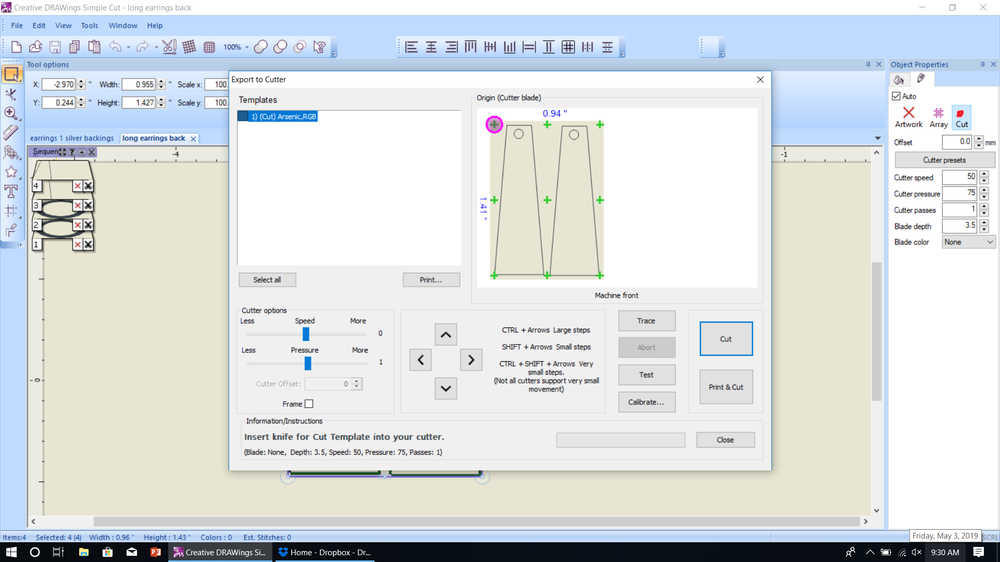 Creative DRAWings Simple Cut - long earrings back
File Edit View Tools Window Help
100%
Tool options
Object Properties
X: -2.970 " Width: 0.955 " Scale x: 100.
Y: 0.244 " Height: 1.427 " Scale y: 100.
earrings 1 silver backings
long earrings back
Sequen
?
4
3
2
1
-4
-1
0
Export to Cutter
Templates
1) (Cut) Arsenic,RGB
Select all
Print...
Origin (Cutter blade)
0.94 "
1.41 "
Machine front
Cutter options
Less Speed More
0
Less Pressure More
1
Cutter Offset: 0
Frame
CTRL + Arrows Large steps
SHIFT + Arrows Small steps
CTRL + SHIFT + Arrows Very
small steps.
(Not all cutters support very small
movement)
Trace
Abort
Test
Calibrate...
Cut
Print & Cut
Information/Instructions
Insert knife for Cut Template into your cutter.
(Blade: None, Depth: 3.5, Speed: 50, Pressure: 75, Passes: 1)
Close
Auto
Artwork Array Cut
Offset 0.0 mm
Cutter presets
Cutter speed 50
Cutter pressure 75
Cutter passes 1
Blade depth 3.5
Blade color None
Items:4 Selected: 4 (4) Width : 0.96 " Height : 1.43 " Colors : 0 Est. Stitches: 0
Friday, May 3, 2019
SCRL
Creative DRAWings Si...
Home - Dropbox - Dr...
9:30 AM